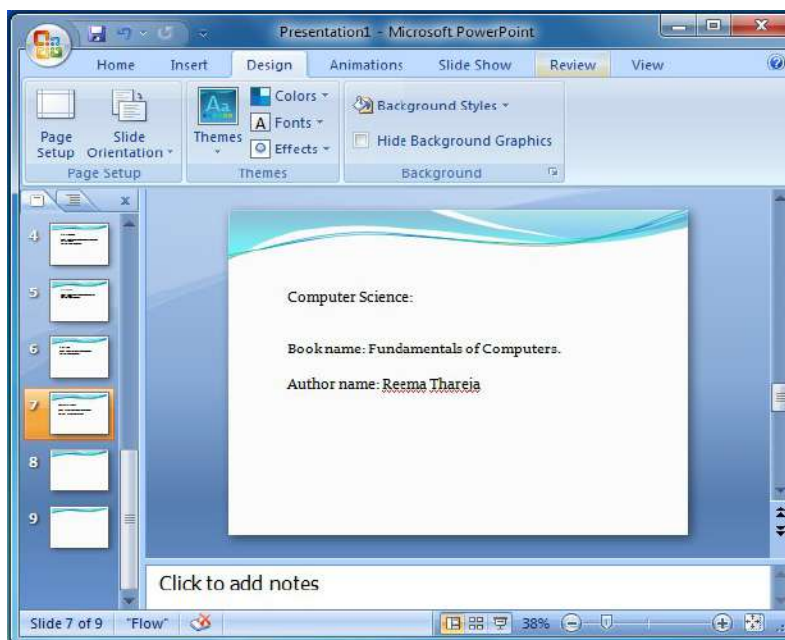 Presentation1 - Microsoft PowerPoint
Home Insert Design Animations Slide Show Review View
Aa Colors Background Styles
A Fonts Hide Background Graphics
Page Setup Slide Orientation Themes Effects
Page Setup Themes Background
4
5
6
7
8
9
Computer Science:
Book name: Fundamentals of Computers.
Author name: Reema Thareja
Click to add notes
Slide 7 of 9 "Flow" 38%